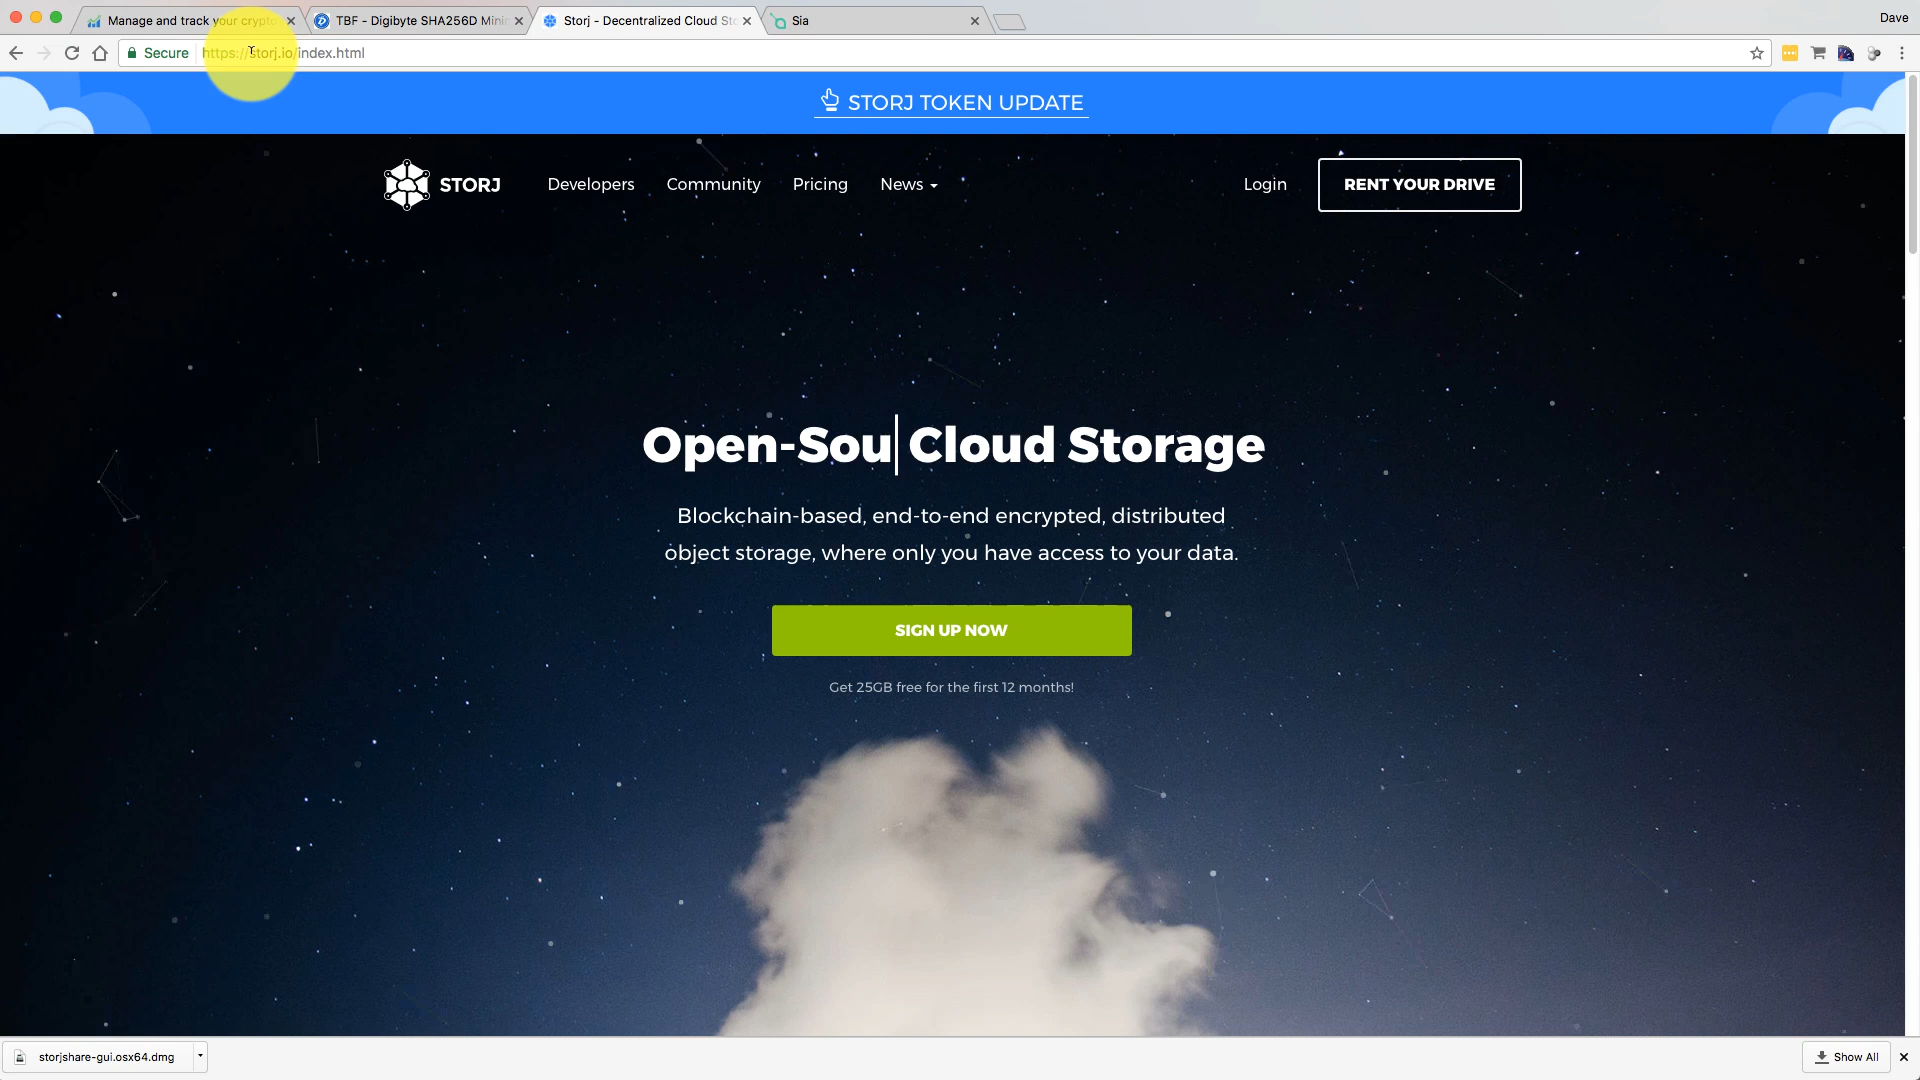 Manage and track your crypto
TBF - Digibyte SHA256D Mini
Storj - Decentralized Cloud Sto
Sia
Dave
Secure
https://storj.io/index.html
STORJ TOKEN UPDATE
STORJ
Developers
Community
Pricing
News
Login
RENT YOUR DRIVE
Open-Sou Cloud Storage
Blockchain-based, end-to-end encrypted, distributed
object storage, where only you have access to your data.
SIGN UP NOW
Get 25GB free for the first 12 months!
storjshare-gui.osx64.dmg
Show All